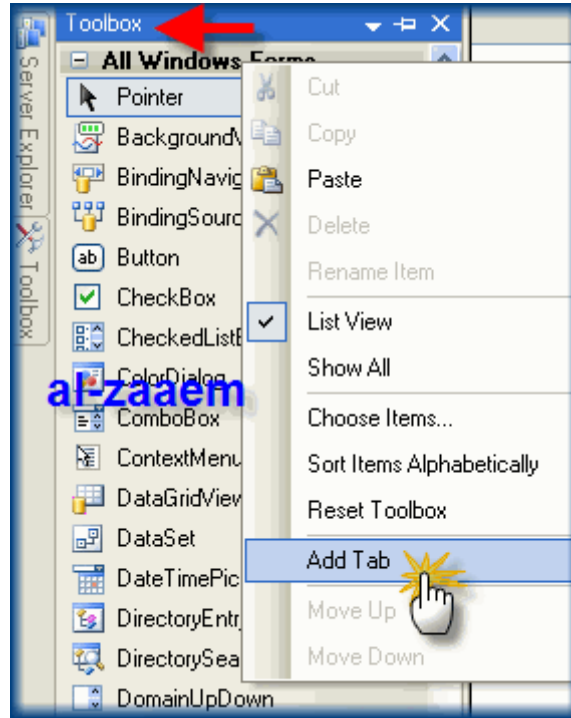 Toolbox
All Windows Forms
Server Explorer
Toolbox
Pointer
BackgroundW
BindingNavig
BindingSourc
Button
CheckBox
CheckedListB
ColorDialog
al-zaaem
ComboBox
ContextMenu
DataGridView
DataSet
DateTimePic
DirectoryEntr
DirectorySea
DomainUpDown
Cut
Copy
Paste
Delete
Rename Item
List View
Show All
Choose Items...
Sort Items Alphabetically
Reset Toolbox
Add Tab
Move Up
Move Down